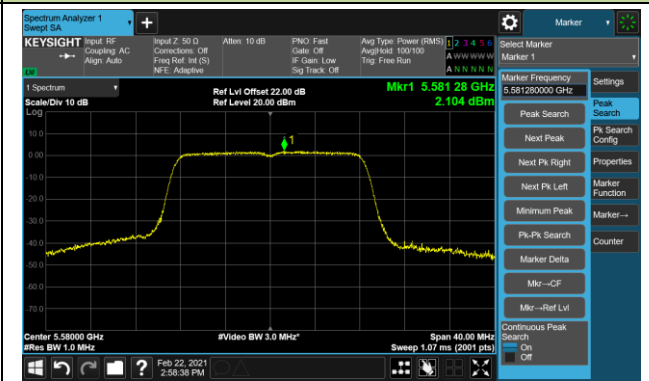 Spectrum Analyzer 1
Swept SA
+
Marker
KEYSIGHT
Input: RF
Coupling: AC
Align: Auto
Input Z: 50 Ω
Corrections: Off
Freq Ref: Int (S)
NFE: Adaptive
Atten: 10 dB
PNO: Fast
Gate: Off
IF Gain: Low
Sig Track: Off
Avg Type: Power (RMS)
Avg|Hold: 100/100
Trig: Free Run
1 2 3 4 5 6
A W W W W W
A N N N N N
Select Marker
Marker 1
Marker Frequency
5.581280000 GHz
Settings
Peak Search
Peak
Search
Next Peak
Pk Search
Config
Next Pk Right
Properties
Next Pk Left
Marker
Function
Minimum Peak
Marker→
Pk-Pk Search
Counter
Marker Delta
Mkr→CF
Mkr→Ref Lvl
Continuous Peak
Search
On
Off
1 Spectrum
Scale/Div 10 dB
Log
Ref Lvl Offset 22.00 dB
Ref Level 20.00 dBm
Mkr1 5.581 28 GHz
2.104 dBm
1
10.0
0.00
-10.0
-20.0
-30.0
-40.0
-50.0
-60.0
-70.0
Center 5.58000 GHz
#Res BW 1.0 MHz
#Video BW 3.0 MHz*
Span 40.00 MHz
Sweep 1.07 ms (2001 pts)
?
Feb 22, 2021
2:58:38 PM